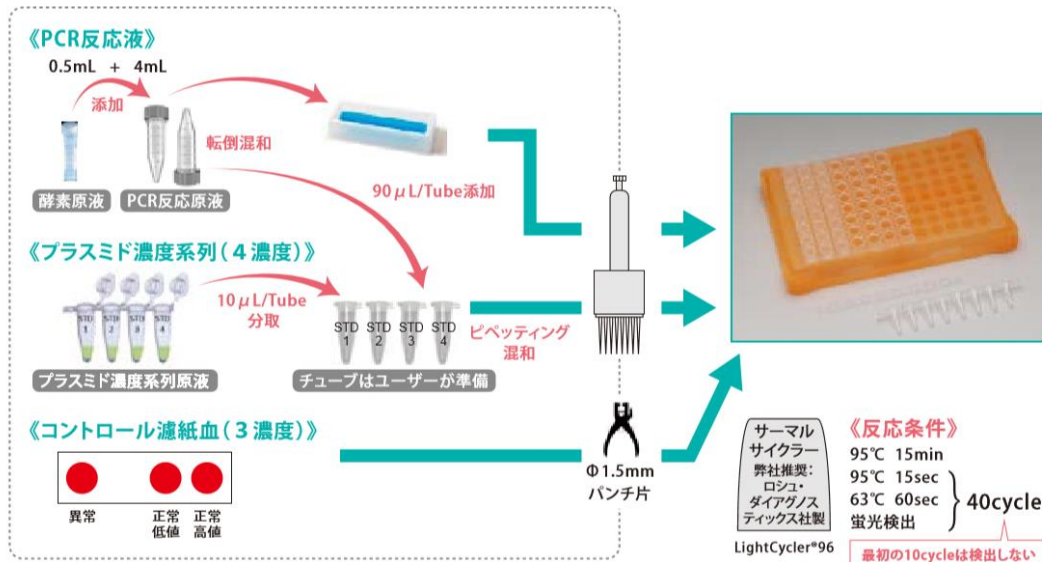 《PCR反応液》
0.5mL + 4mL
添加
転倒混和
酵素原液
PCR反応原液
90μL/Tube添加
《プラスミド濃度系列(4濃度)》
10μL/Tube
分取
STD
1
STD
2
STD
3
STD
4
ピペッティング
混和
プラスミド濃度系列原液
チューブはユーザーが準備
《コントロール濾紙血(3濃度)》
異常
正常
低値
正常
高値
Φ1.5mm
パンチ片
サーマル
サイクラー
弊社推奨:
ロシュ・
ダイアグノス
ティックス社製
LightCycler®96
《反応条件》
95℃ 15min
95℃ 15sec
63℃ 60sec
蛍光検出
40cycle
最初の10cycleは検出しない